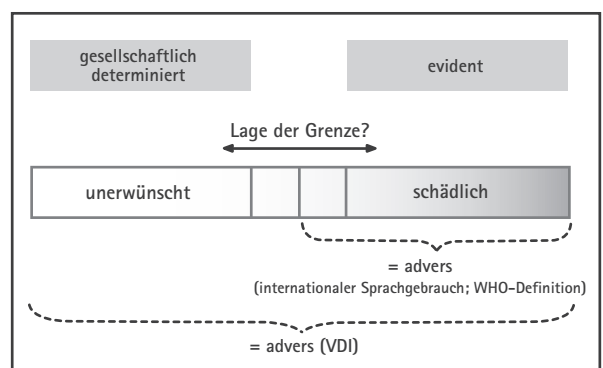 gesellschaftlich
determiniert
evident
Lage der Grenze?
unerwünscht
schädlich
= advers
(internationaler Sprachgebrauch; WHO-Definition)
= advers (VDI)